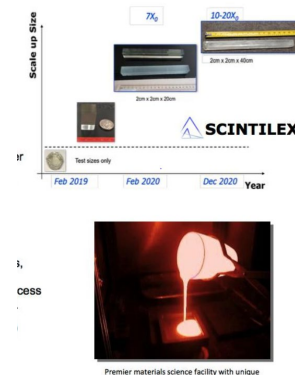 7X₀
10-20X₀
Scale up Size
2cm x 2cm x 40cm
2cm x 2cm x 20cm
SCINTILEX
er
Test sizes only
Feb 2019
Feb 2020
Dec 2020
Year
s,
cess
Premier materials science facility with unique